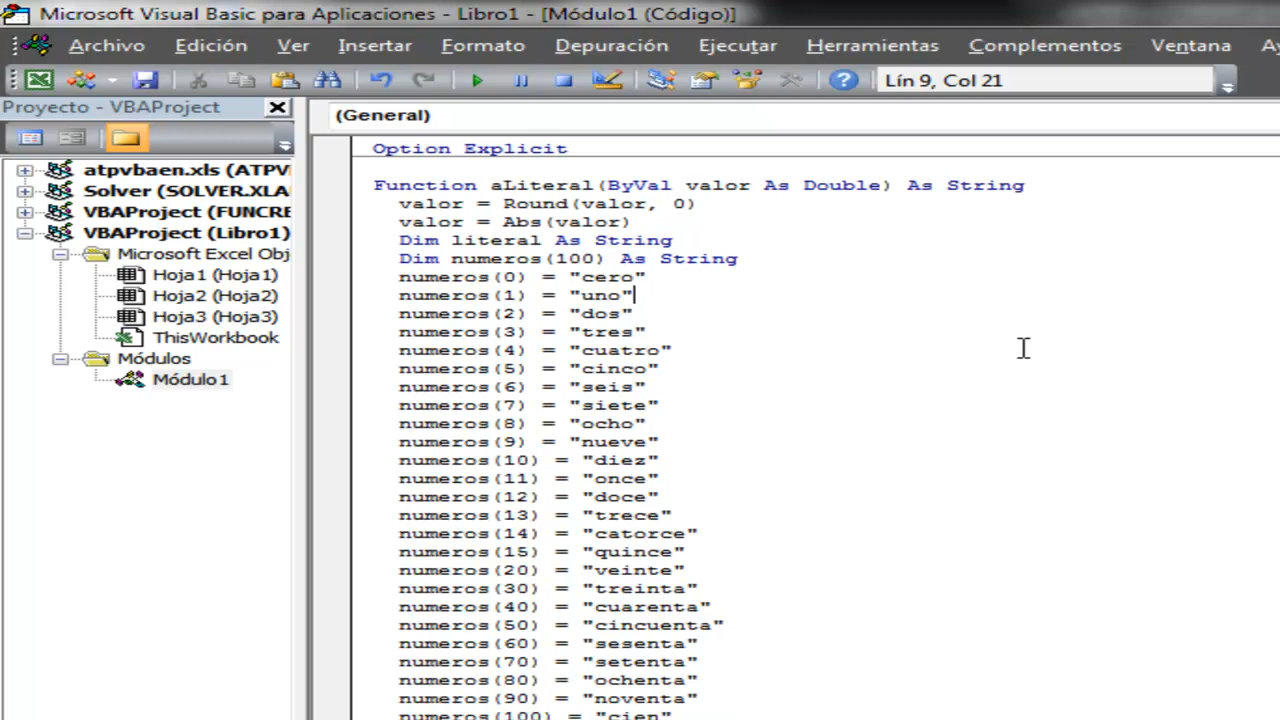 Microsoft Visual Basic para Aplicaciones - Libro1 - [Módulo1 (Código)]
Archivo Edición Ver Insertar Formato Depuración Ejecutar Herramientas Complementos Ventana Ay
Lín 9, Col 21
Proyecto - VBAProject
(General)
atpvbaen.xls (ATPV
Solver (SOLVER.XLA
VBAProject (FUNCRE
VBAProject (Libro1)
Microsoft Excel Obj
Hoja1 (Hoja1)
Hoja2 (Hoja2)
Hoja3 (Hoja3)
ThisWorkbook
Módulos
Módulo1
Option Explicit
Function aLiteral(ByVal valor As Double) As String
valor = Round(valor, 0)
valor = Abs(valor)
Dim literal As String
Dim numeros(100) As String
numeros(0) = "cero"
numeros(1) = "uno"
numeros(2) = "dos"
numeros(3) = "tres"
numeros(4) = "cuatro"
numeros(5) = "cinco"
numeros(6) = "seis"
numeros(7) = "siete"
numeros(8) = "ocho"
numeros(9) = "nueve"
numeros(10) = "diez"
numeros(11) = "once"
numeros(12) = "doce"
numeros(13) = "trece"
numeros(14) = "catorce"
numeros(15) = "quince"
numeros(20) = "veinte"
numeros(30) = "treinta"
numeros(40) = "cuarenta"
numeros(50) = "cincuenta"
numeros(60) = "sesenta"
numeros(70) = "setenta"
numeros(80) = "ochenta"
numeros(90) = "noventa"
numeros(100) = "cien"